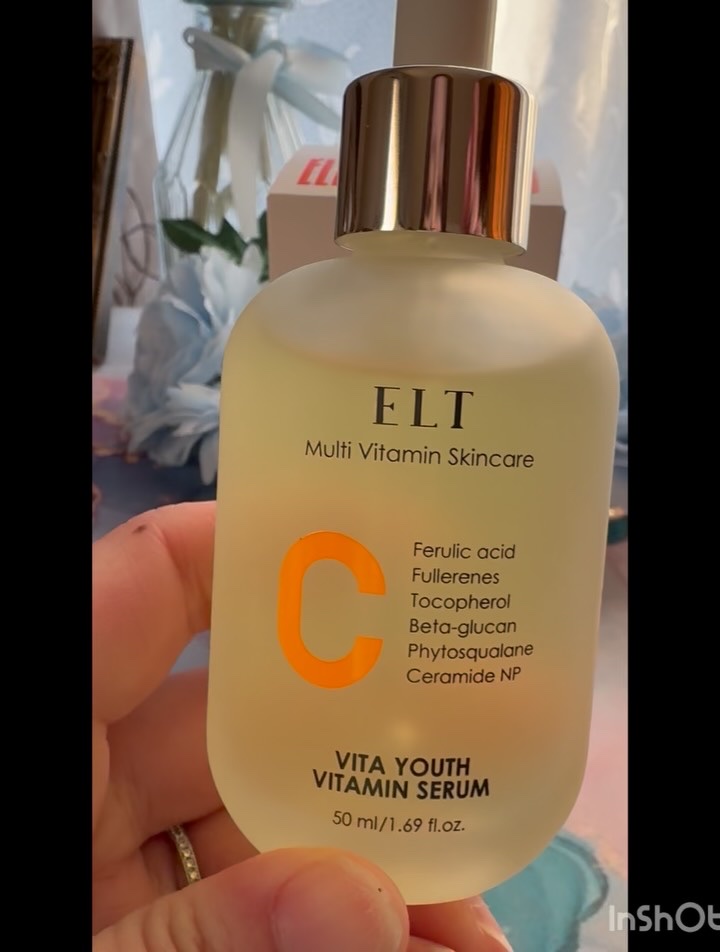 ELT
Multi Vitamin Skincare
C
Ferulic acid
Fullerenes
Tocopherol
Beta-glucan
Phytosqualane
Ceramide NP
VITA YOUTH
VITAMIN SERUM
50 ml/1.69 fl.oz.
InShOt